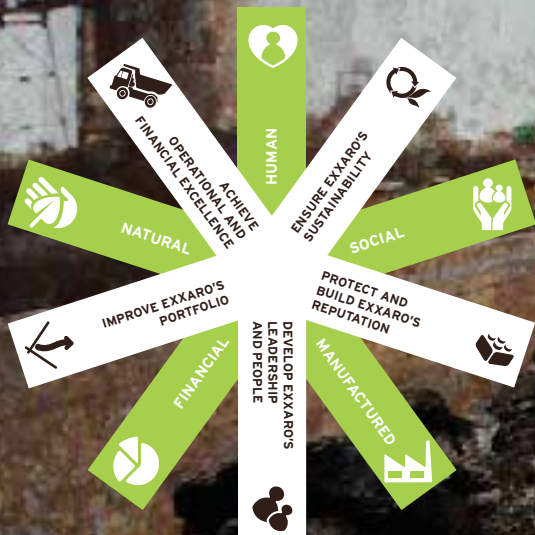 HUMAN
ENSURE EXXARO'S
SUSTAINABILITY
SOCIAL
PROTECT AND
BUILD EXXARO'S
REPUTATION
MANUFACTURED
DEVELOP EXXARO'S
LEADERSHIP
AND PEOPLE
FINANCIAL
IMPROVE EXXARO'S
PORTFOLIO
NATURAL
ACHIEVE
OPERATIONAL AND
FINANCIAL EXCELLENCE